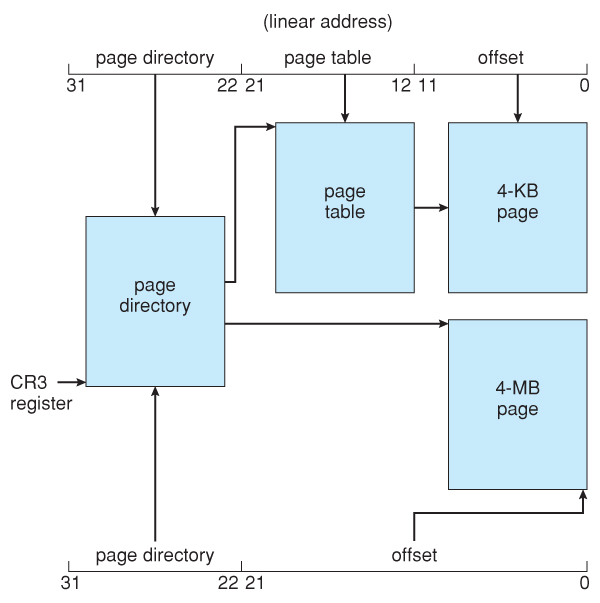 (linear address)
page directory page table offset
31 22 21 12 11 0
page
table
4-KB
page
page
directory
CR3
register
4-MB
page
page directory offset
31 22 21 0